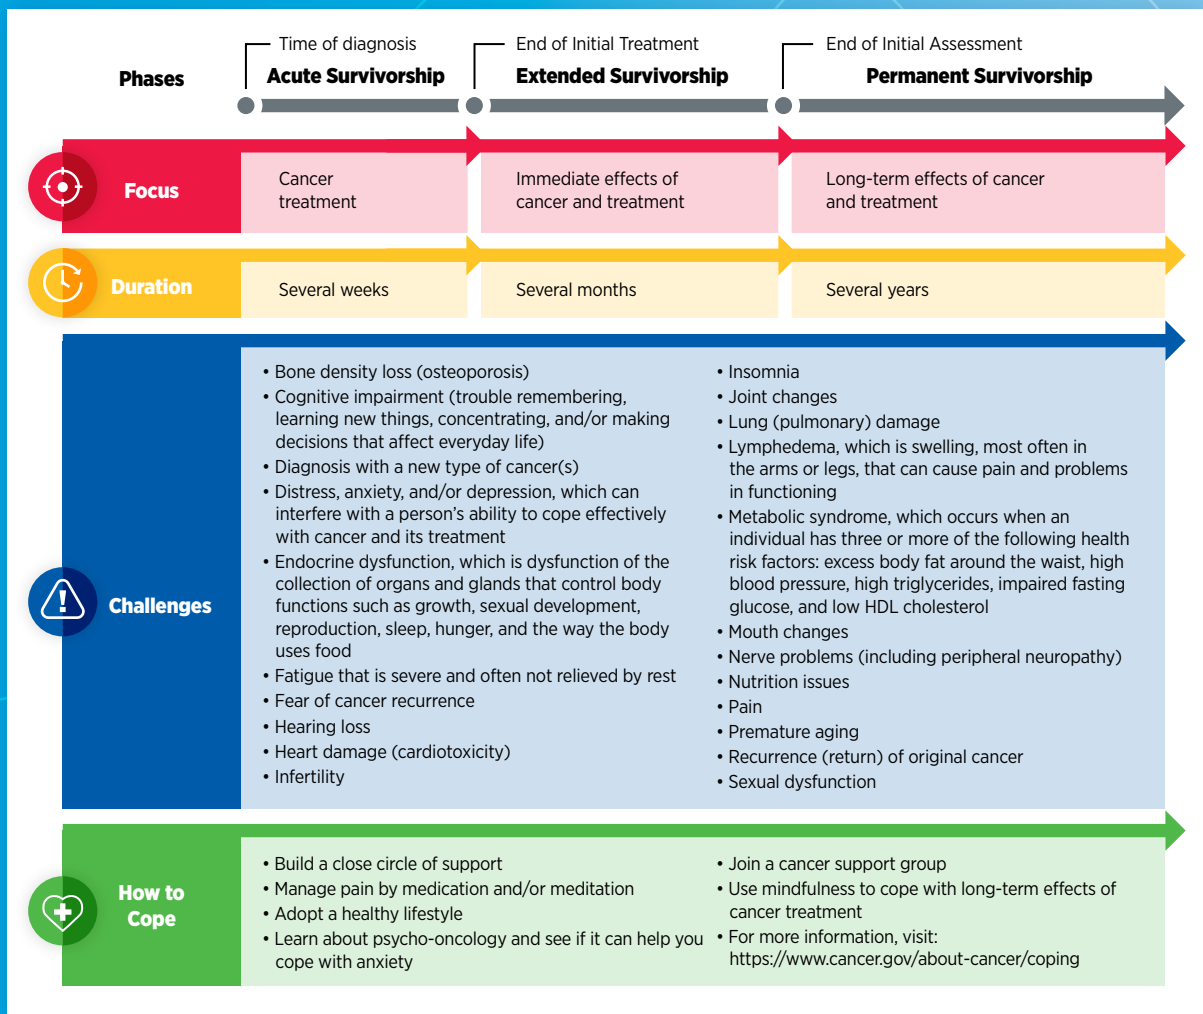 Time of diagnosis
End of Initial Treatment
End of Initial Assessment
Phases
Acute Survivorship
Extended Survivorship
Permanent Survivorship
Focus
Cancer
treatment
Immediate effects of
cancer and treatment
Long-term effects of cancer
and treatment
Duration
Several weeks
Several months
Several years
Challenges
• Bone density loss (osteoporosis)
• Cognitive impairment (trouble remembering,
learning new things, concentrating, and/or making
decisions that affect everyday life)
• Diagnosis with a new type of cancer(s)
• Distress, anxiety, and/or depression, which can
interfere with a person’s ability to cope effectively
with cancer and its treatment
• Endocrine dysfunction, which is dysfunction of the
collection of organs and glands that control body
functions such as growth, sexual development,
reproduction, sleep, hunger, and the way the body
uses food
• Fatigue that is severe and often not relieved by rest
• Fear of cancer recurrence
• Hearing loss
• Heart damage (cardiotoxicity)
• Infertility
• Insomnia
• Joint changes
• Lung (pulmonary) damage
• Lymphedema, which is swelling, most often in
the arms or legs, that can cause pain and problems
in functioning
• Metabolic syndrome, which occurs when an
individual has three or more of the following health
risk factors: excess body fat around the waist, high
blood pressure, high triglycerides, impaired fasting
glucose, and low HDL cholesterol
• Mouth changes
• Nerve problems (including peripheral neuropathy)
• Nutrition issues
• Pain
• Premature aging
• Recurrence (return) of original cancer
• Sexual dysfunction
How to
Cope
• Build a close circle of support
• Manage pain by medication and/or meditation
• Adopt a healthy lifestyle
• Learn about psycho-oncology and see if it can help you
cope with anxiety
• Join a cancer support group
• Use mindfulness to cope with long-term effects of
cancer treatment
• For more information, visit:
https://www.cancer.gov/about-cancer/coping